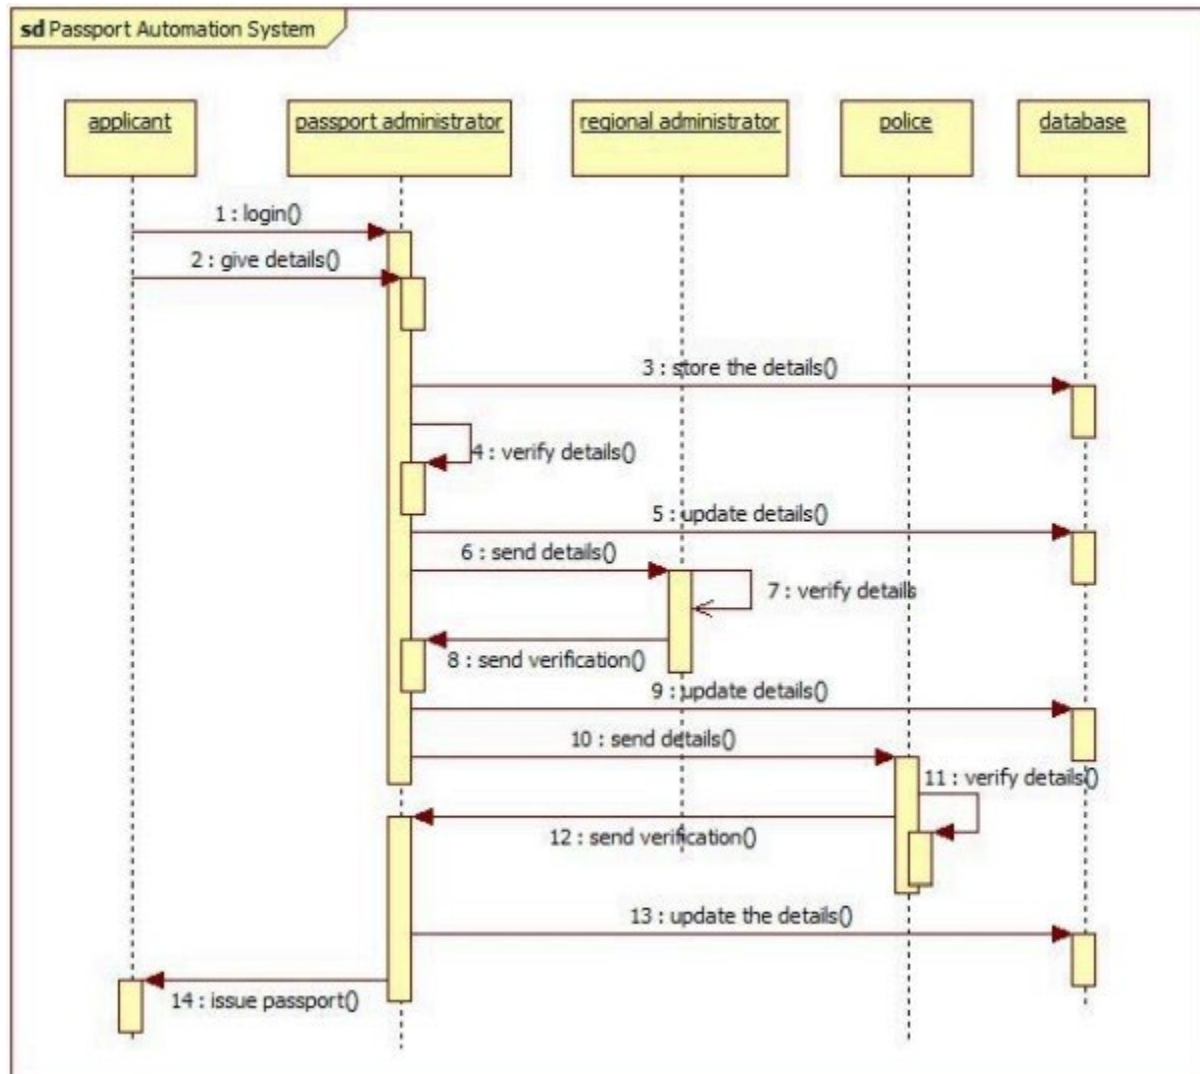 sd Passport Automation System
applicant
passport administrator
regional administrator
police
database
1 : login()
2 : give details()
3 : store the details()
4 : verify details()
5 : update details()
6 : send details()
7 : verify details
8 : send verification()
9 : update details()
10 : send details()
11 : verify details()
12 : send verification()
13 : update the details()
14 : issue passport()